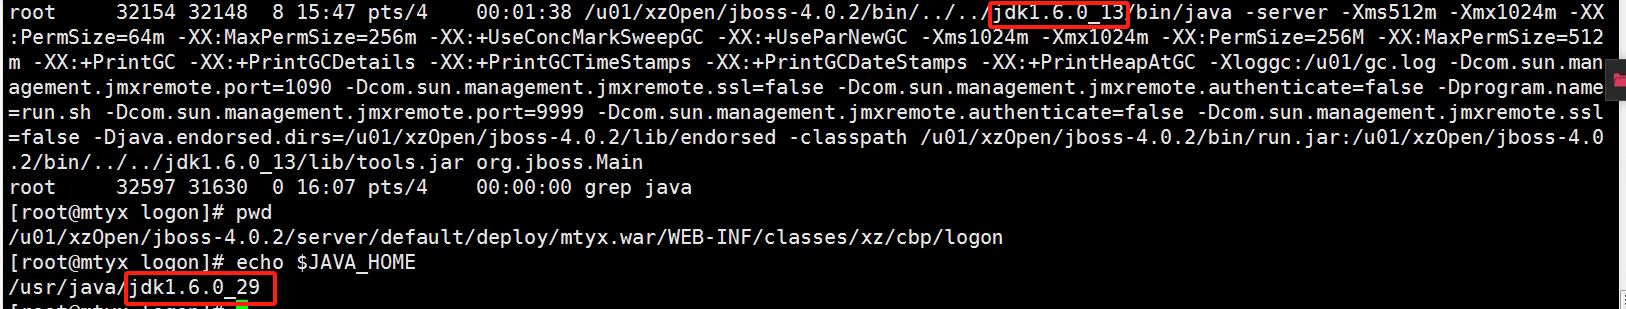 root     32154 32148  8 15:47 pts/4    00:01:38 /u01/xzOpen/jboss-4.0.2/bin/../../jdk1.6.0_13/bin/java -server -Xms512m -Xmx1024m -XX
:PermSize=64m -XX:MaxPermSize=256m -XX:+UseConcMarkSweepGC -XX:+UseParNewGC -Xms1024m -Xmx1024m -XX:PermSize=256M -XX:MaxPermSize=512
m -XX:+PrintGC -XX:+PrintGCDetails -XX:+PrintGCTimeStamps -XX:+PrintGCDateStamps -XX:+PrintHeapAtGC -Xloggc:/u01/gc.log -Dcom.sun.man
agement.jmxremote.port=1090 -Dcom.sun.management.jmxremote.ssl=false -Dcom.sun.management.jmxremote.authenticate=false -Dprogram.name
=run.sh -Dcom.sun.management.jmxremote.port=9999 -Dcom.sun.management.jmxremote.authenticate=false -Dcom.sun.management.jmxremote.ssl
=false -Djava.endorsed.dirs=/u01/xzOpen/jboss-4.0.2/lib/endorsed -classpath /u01/xzOpen/jboss-4.0.2/bin/run.jar:/u01/xzOpen/jboss-4.0
.2/bin/../../jdk1.6.0_13/lib/tools.jar org.jboss.Main
root     32597 31630  0 16:07 pts/4    00:00:00 grep java
[root@mtyx logon]# pwd
/u01/xzOpen/jboss-4.0.2/server/default/deploy/mtyx.war/WEB-INF/classes/xz/cbp/logon
[root@mtyx logon]# echo $JAVA_HOME
/usr/java/jdk1.6.0_29
[root@mtyx logon]#